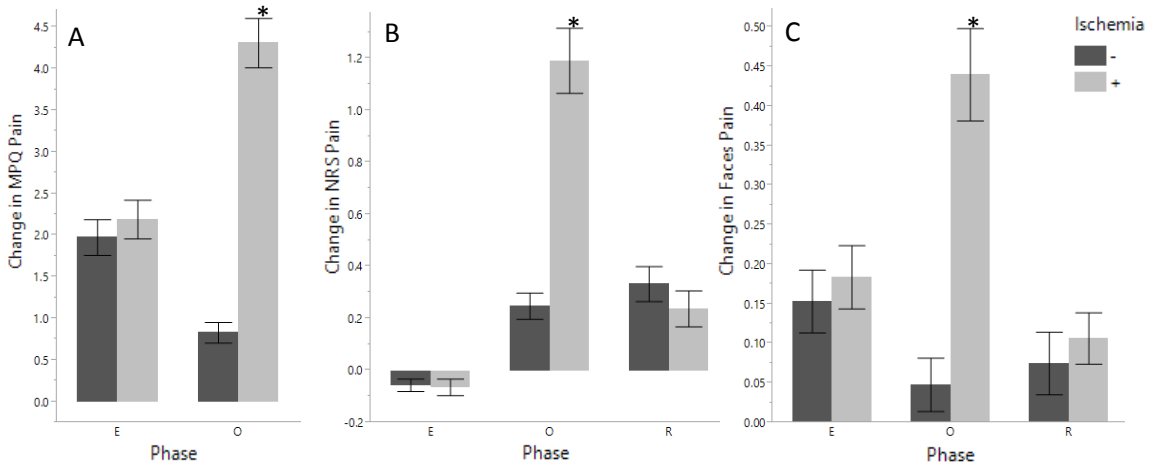 A
*
Change in MPQ Pain
4.5
4.0
3.5
3.0
2.5
2.0
1.5
1.0
0.5
0.0
E
O
Phase
B
*
Change in NRS Pain
1.2
1.0
0.8
0.6
0.4
0.2
0.0
-0.2
E
O
R
Phase
C
*
Change in Faces Pain
0.50
0.45
0.40
0.35
0.30
0.25
0.20
0.15
0.10
0.05
0.00
E
O
R
Phase
Ischemia
-
+